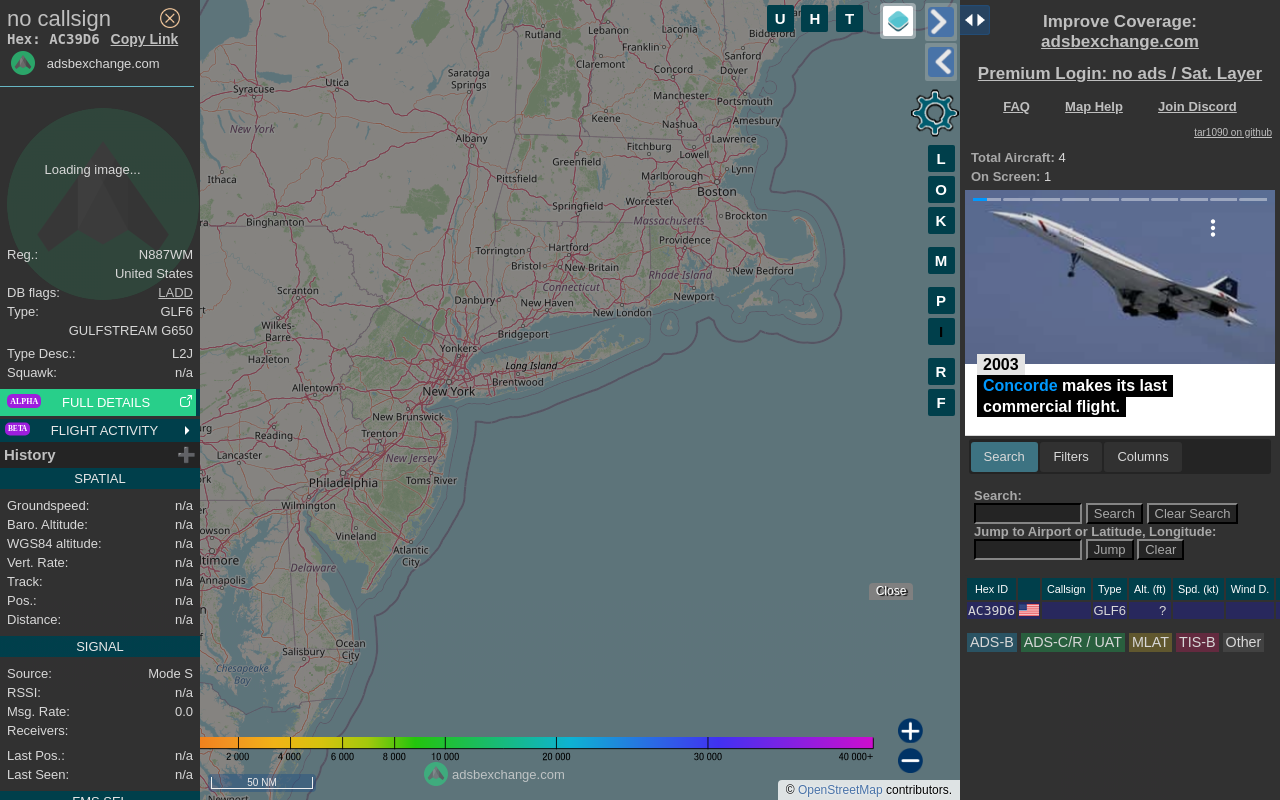 no callsign
Hex: AC39D6 Copy Link
adsbexchange.com
Loading image...
Reg.: N887WM
United States
DB flags: LADD
Type: GLF6
GULFSTREAM G650
Type Desc.: L2J
Squawk: n/a
ALPHA FULL DETAILS
BETA FLIGHT ACTIVITY
History
SPATIAL
Groundspeed: n/a
Baro. Altitude: n/a
WGS84 altitude: n/a
Vert. Rate: n/a
Track: n/a
Pos.: n/a
Distance: n/a
SIGNAL
Source: Mode S
RSSI: n/a
Msg. Rate: 0.0
Receivers:
Last Pos.: n/a
Last Seen: n/a
U H T
L
O
K
M
P
I
R
F
Rutland
Lebanon
Laconia
Franklin
Sanford
Claremont
Concord
Dover
Utica
Saratoga
Springs
Syracuse
Manchester
Portsmouth
Keene
Nashua
Amesbury
New York
Albany
Lawrence
Fitchburg
Lowell
Greenfield
Lynn
Ithaca
Pittsfield
Marlborough
Boston
Worcester
Springfield
Massachusetts
Brockton
Binghamton
Providence
Hartford
Torrington
Bristol
New Britain
Rhode Island
New Bedford
Connecticut
Scranton
Danbury
New Haven
Newport
New London
Wilkes-
Barre
Bridgeport
Yonkers
Hazleton
Long Island
Brentwood
Allentown
New York
New Brunswick
Reading
Trenton
Lancaster
New Jersey
Philadelphia
Toms River
Wilmington
Vineland
Atlantic
City
Annapolis
Delaware
Ocean
City
Salisbury
Chesapeake
Bay
Close
2 000 4 000 6 000 8 000 10 000 20 000 30 000 40 000+
50 NM
adsbexchange.com
© OpenStreetMap contributors.
Improve Coverage:
adsbexchange.com
Premium Login: no ads / Sat. Layer
FAQ Map Help Join Discord
tar1090 on github
Total Aircraft: 4
On Screen: 1
2003
Concorde makes its last
commercial flight.
Search Filters Columns
Search:
Search Clear Search
Jump to Airport or Latitude, Longitude:
Jump Clear
Hex ID Callsign Type Alt. (ft) Spd. (kt) Wind D.
AC39D6 GLF6 ?
ADS-B ADS-C/R / UAT MLAT TIS-B Other